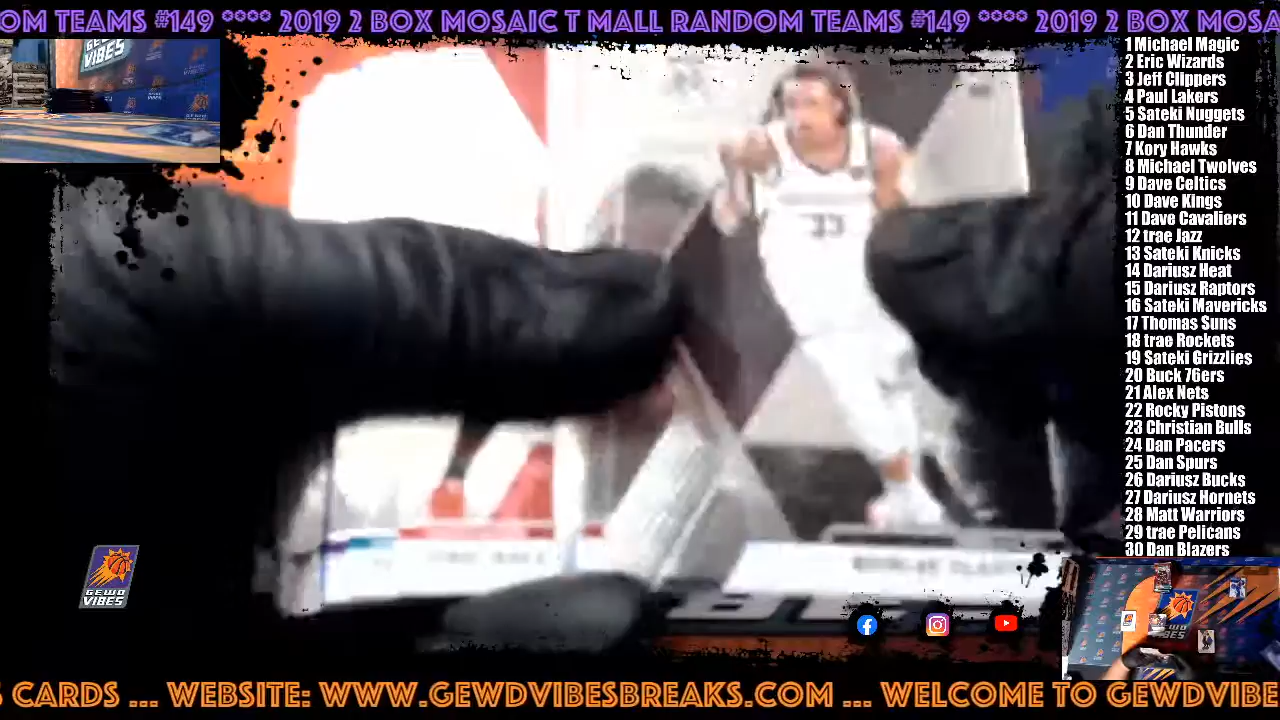 OM TEAMS #149 **** 2019 2 BOX MOSAIC T MALL RANDOM TEAMS #149 **** 2019 2 BOX MOSA
GEWD
VIBES
1 Michael Magic
2 Eric Wizards
3 Jeff Clippers
4 Paul Lakers
5 Sateki Nuggets
6 Dan Thunder
7 Kory Hawks
8 Michael Twolves
9 Dave Celtics
10 Dave Kings
11 Dave Cavaliers
12 trae Jazz
13 Sateki Knicks
14 Dariusz Heat
15 Dariusz Raptors
16 Sateki Mavericks
17 Thomas Suns
18 trae Rockets
19 Sateki Grizzlies
20 Buck 76ers
21 Alex Nets
22 Rocky Pistons
23 Christian Bulls
24 Dan Pacers
25 Dan Spurs
26 Dariusz Bucks
27 Dariusz Hornets
28 Matt Warriors
29 trae Pelicans
30 Dan Blazers
23
GEWD
VIBES
VIBES
S CARDS ... WEBSITE: WWW.GEWDVIBESBREAKS.COM ... WELCOME TO GEWDVIBE